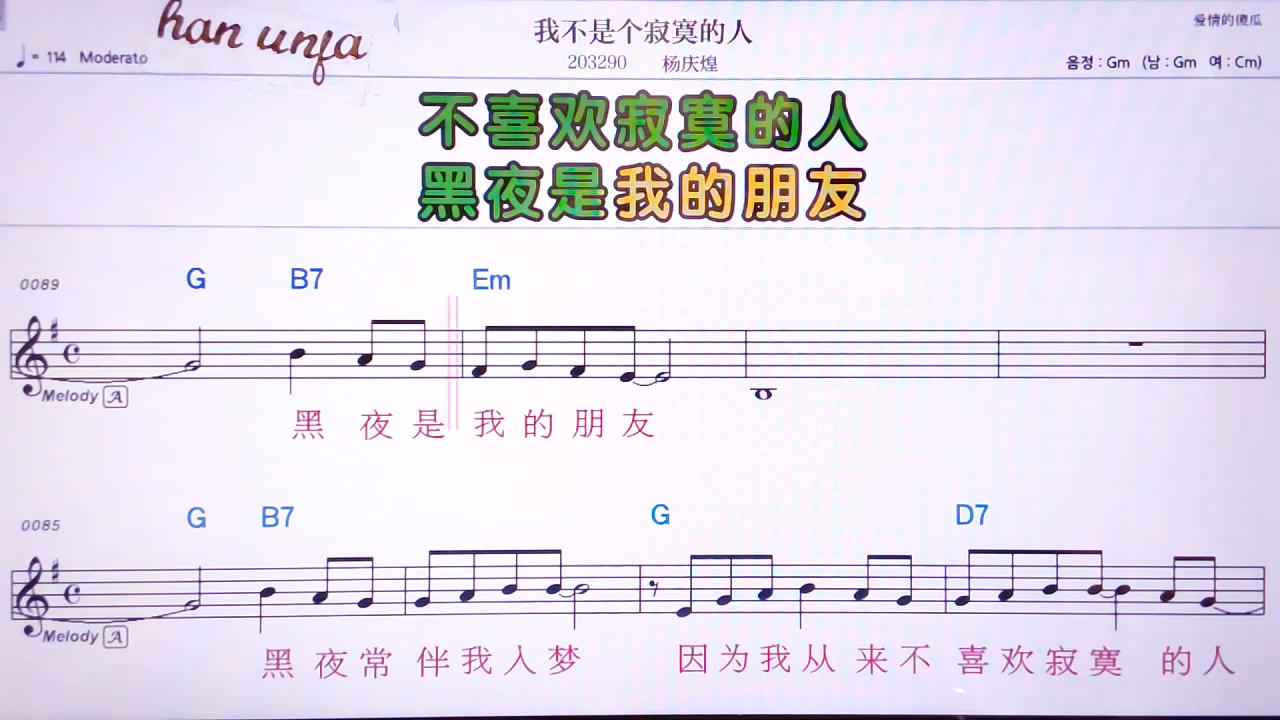 han unfa
我不是个寂寞的人
爱情的傻瓜
♩= 114 Moderato
203290 杨庆煌
음정 : Gm (남 : Gm 여 : Cm)
不喜欢寂寞的人
黑夜是我的朋友
0089 G B7 Em
Melody A
黑 夜 是 我 的 朋 友
0085 G B7 G D7
Melody A
黑 夜 常 伴 我 入 梦 因 为 我 从 来 不 喜 欢 寂 寞 的 人